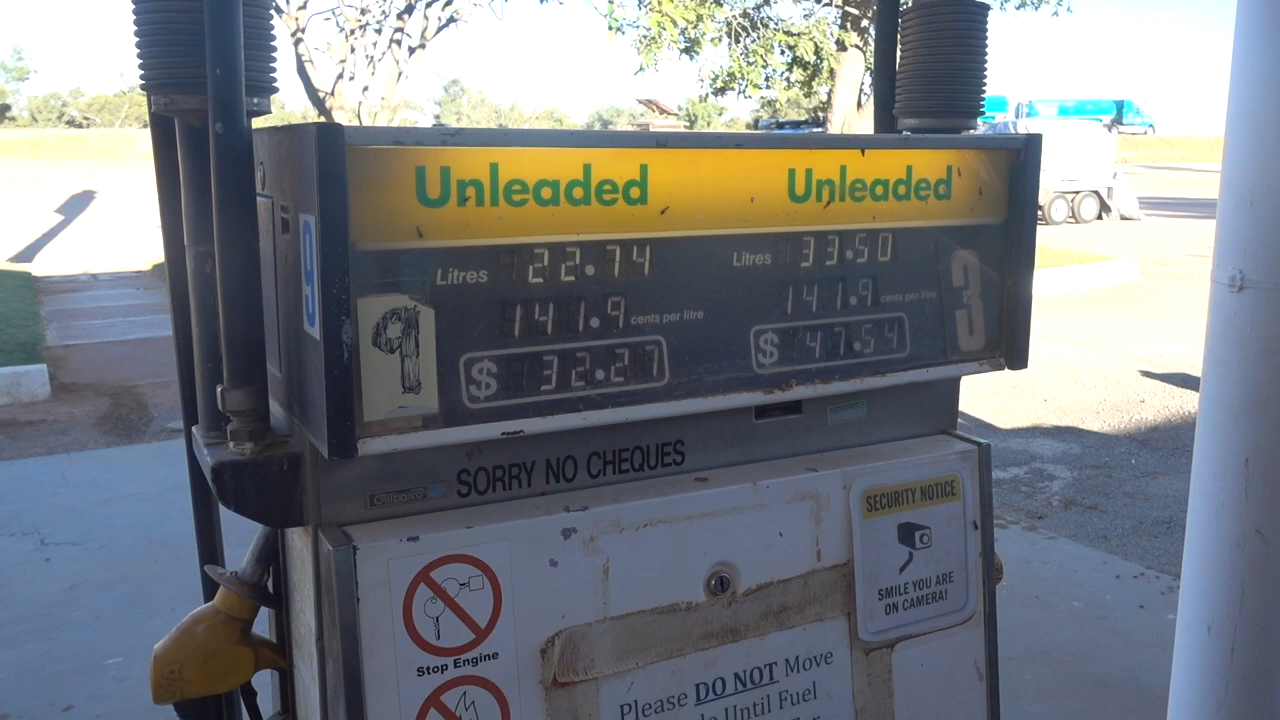 Unleaded
Unleaded
Litres 22.74
Litres 33.50
141.9 cents per litre
141.9 cents per litre
$ 32.27
$ 47.54
9
9
3
SORRY NO CHEQUES
Gilbarco
SECURITY NOTICE
SMILE YOU ARE
ON CAMERA!
Stop Engine
Please DO NOT Move
Until Fuel